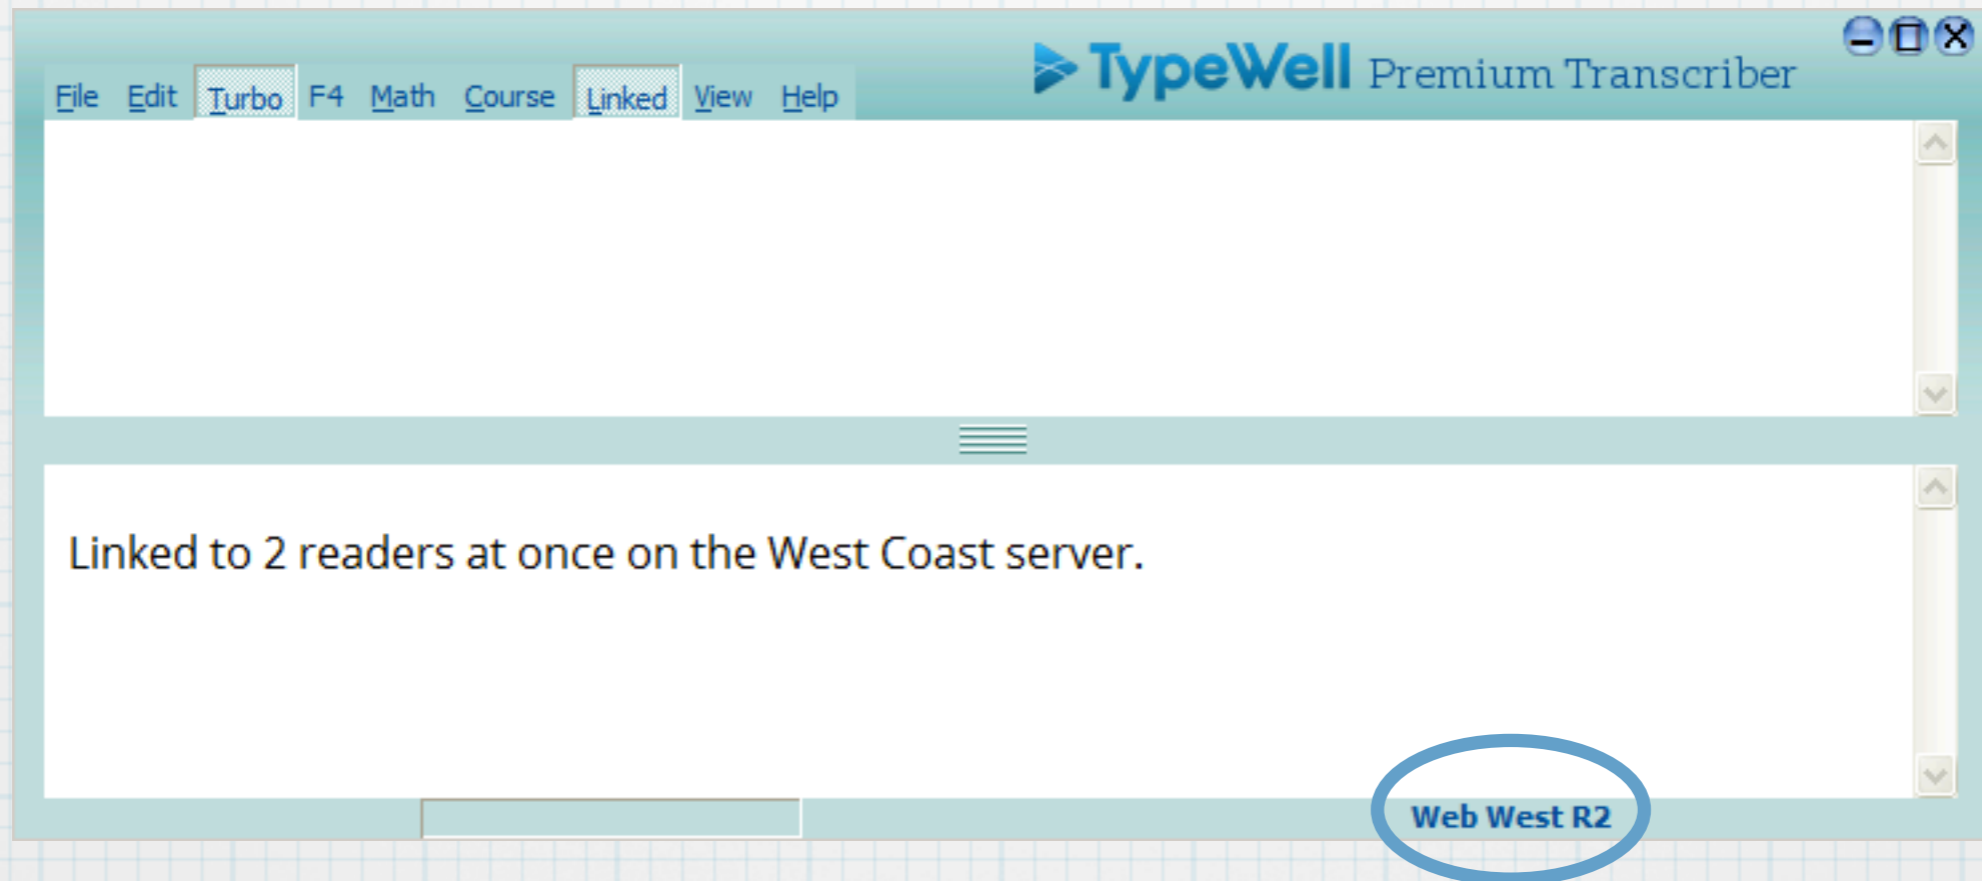 TypeWell Premium Transcriber
File Edit Turbo F4 Math Course Linked View Help
Linked to 2 readers at once on the West Coast server.
Web West R2